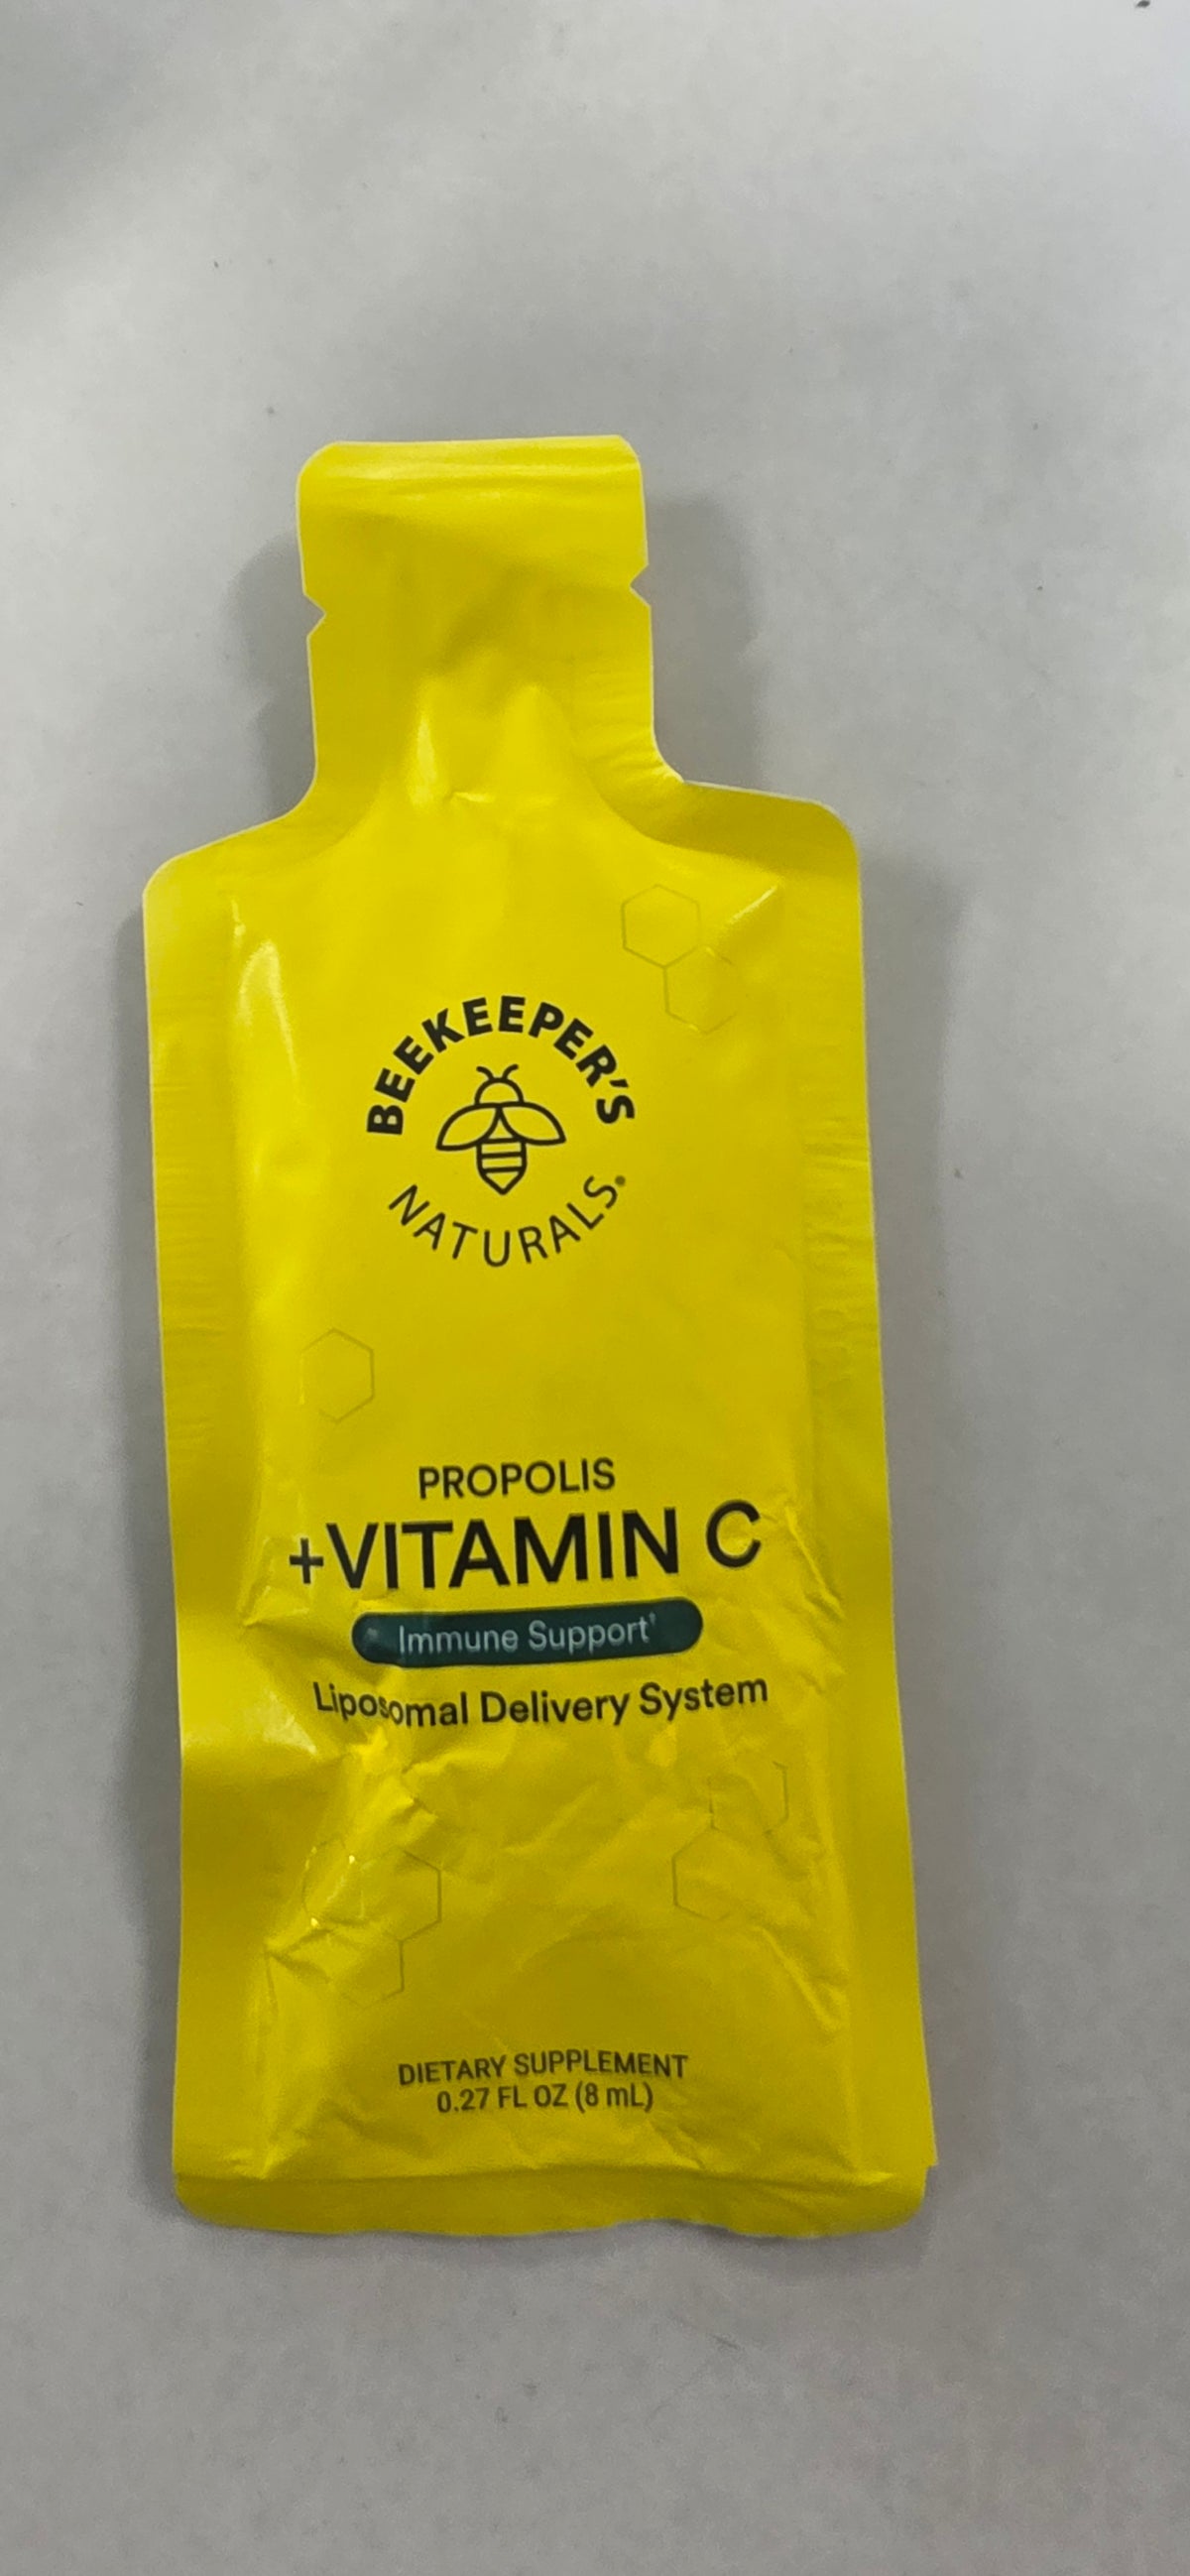 BEEKEEPER'S
NATURALS®
PROPOLIS
+VITAMIN C
Immune Support†
Liposomal Delivery System
DIETARY SUPPLEMENT
0.27 FL OZ (8 mL)